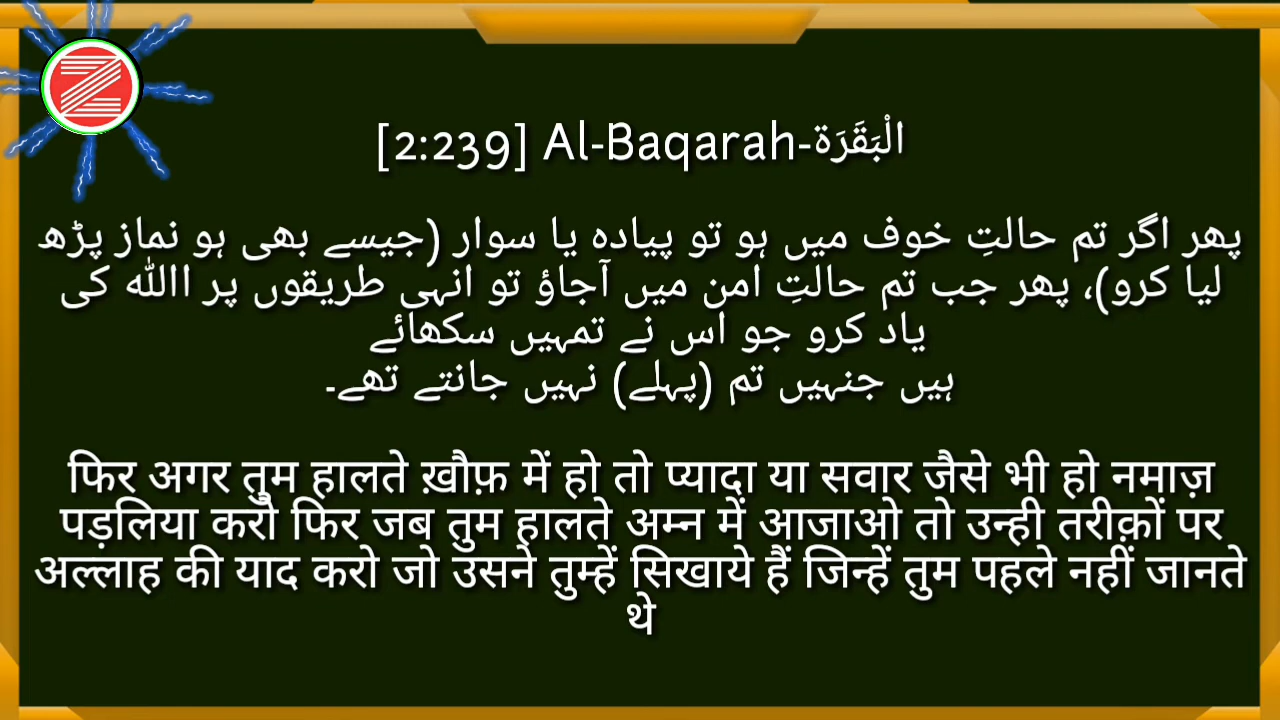 Z
[2:239] Al-Baqarah-الْبَقَرَة
پھر اگر تم حالتِ خوف میں ہو تو پیادہ یا سوار (جیسے بھی ہو نماز پڑھ
لیا کرو)، پھر جب تم حالتِ امن میں آجاؤ تو انہی طریقوں پر اﷲ کی
یاد کرو جو اس نے تمہیں سکھائے
ہیں جنہیں تم (پہلے) نہیں جانتے تھے۔
फिर अगर तुम हालते ख़ौफ़ में हो तो प्यादा या सवार जैसे भी हो नमाज़
पड़लिया करो फिर जब तुम हालते अम्न में आजाओ तो उन्ही तरीक़ों पर
अल्लाह की याद करो जो उसने तुम्हें सिखाये हैं जिन्हें तुम पहले नहीं जानते
थे